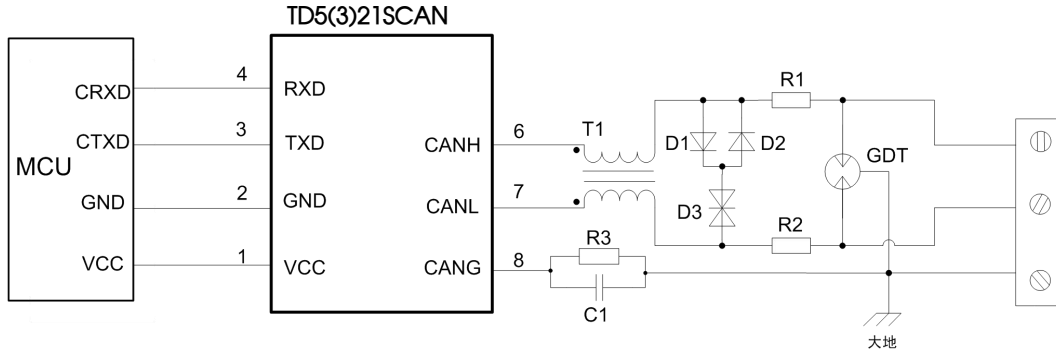 TD5(3)21SCAN
MCU
CRXD
CTXD
GND
VCC
4
3
2
1
RXD
TXD
GND
VCC
CANH
CANL
CANG
6
7
8
T1
D1
D2
D3
R1
R2
GDT
R3
C1
大地